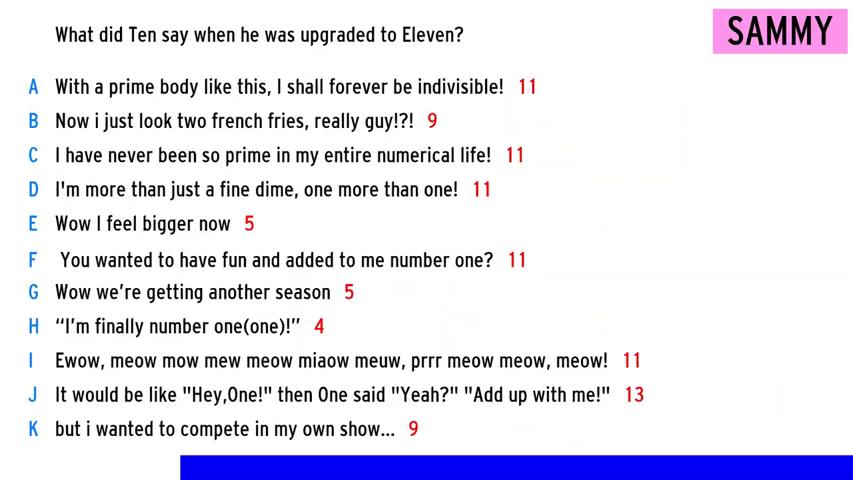 What did Ten say when he was upgraded to Eleven?
SAMMY
A With a prime body like this, I shall forever be indivisible! 11
B Now i just look two french fries, really guy!?! 9
C I have never been so prime in my entire numerical life! 11
D I'm more than just a fine dime, one more than one! 11
E Wow I feel bigger now 5
F You wanted to have fun and added to me number one? 11
G Wow we’re getting another season 5
H “I’m finally number one(one)!” 4
I Ewow, meow mow mew meow miaow meuw, prrr meow meow, meow! 11
J It would be like "Hey,One!" then One said "Yeah?" "Add up with me!" 13
K but i wanted to compete in my own show... 9